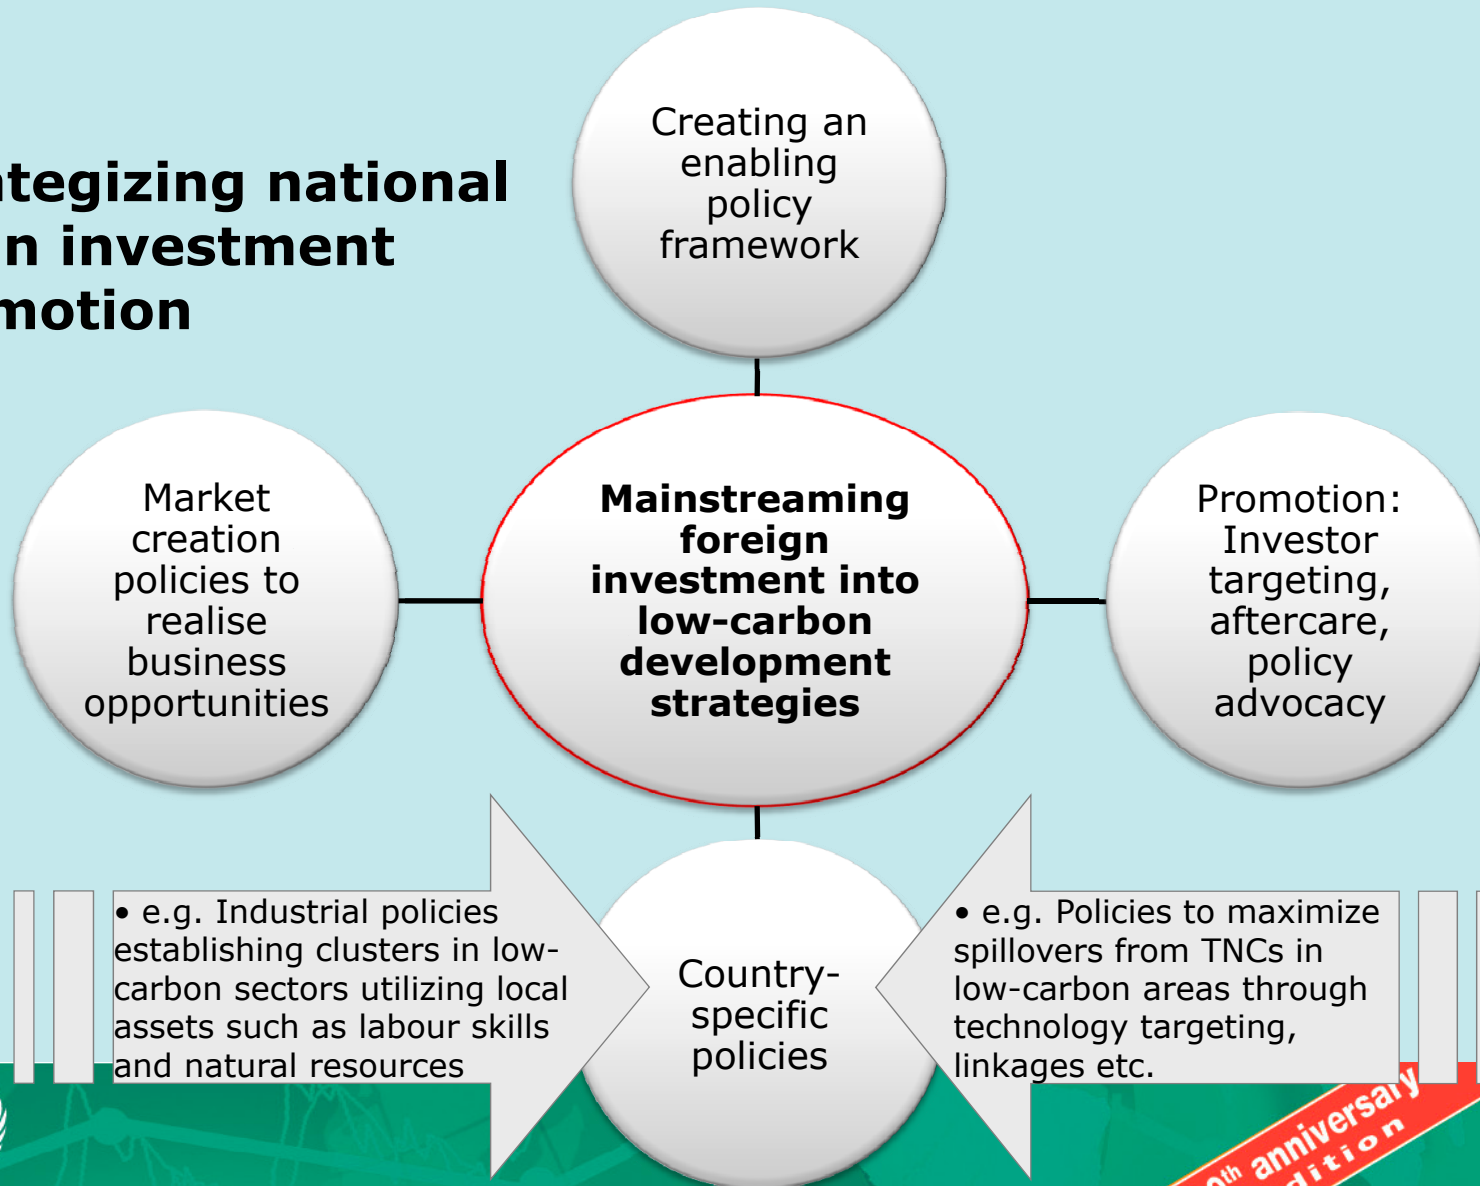 Creating an
enabling
policy
framework
national
investment
Market
creation
policies to
realise
business
opportunities
Mainstreaming
foreign
investment into
low-carbon
development
strategies
Promotion:
Investor
targeting,
aftercare,
policy
advocacy
• e.g. Industrial policies
establishing clusters in low-
carbon sectors utilizing local
assets such as labour skills
and natural resources
Country-
specific
policies
• e.g. Policies to maximize
spillovers from TNCs in
low-carbon areas through
technology targeting,
linkages etc.
anniversary